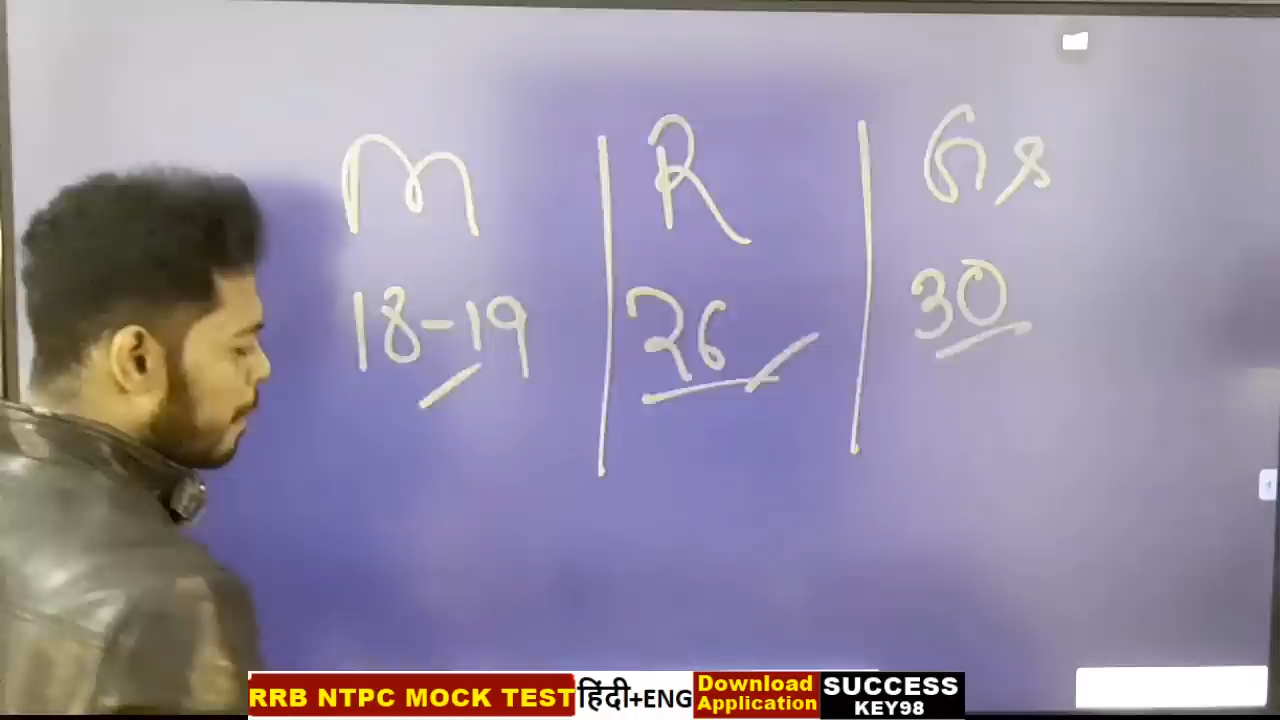 M R GS
18-19 26 30
RRB NTPC MOCK TEST हिंदी+ENG Download Application SUCCESS KEY98